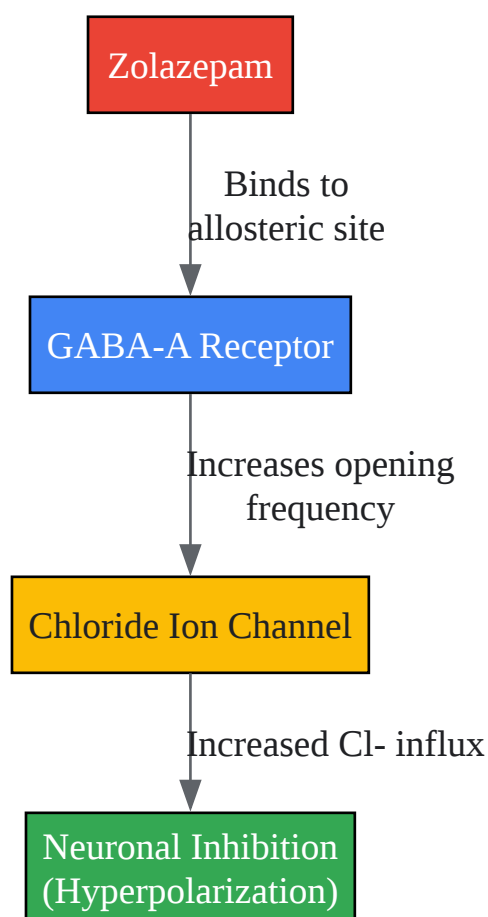 Zolazepam
Binds to
allosteric site
GABA-A Receptor
Increases opening
frequency
Chloride Ion Channel
Increased Cl- influx
Neuronal Inhibition
(Hyperpolarization)